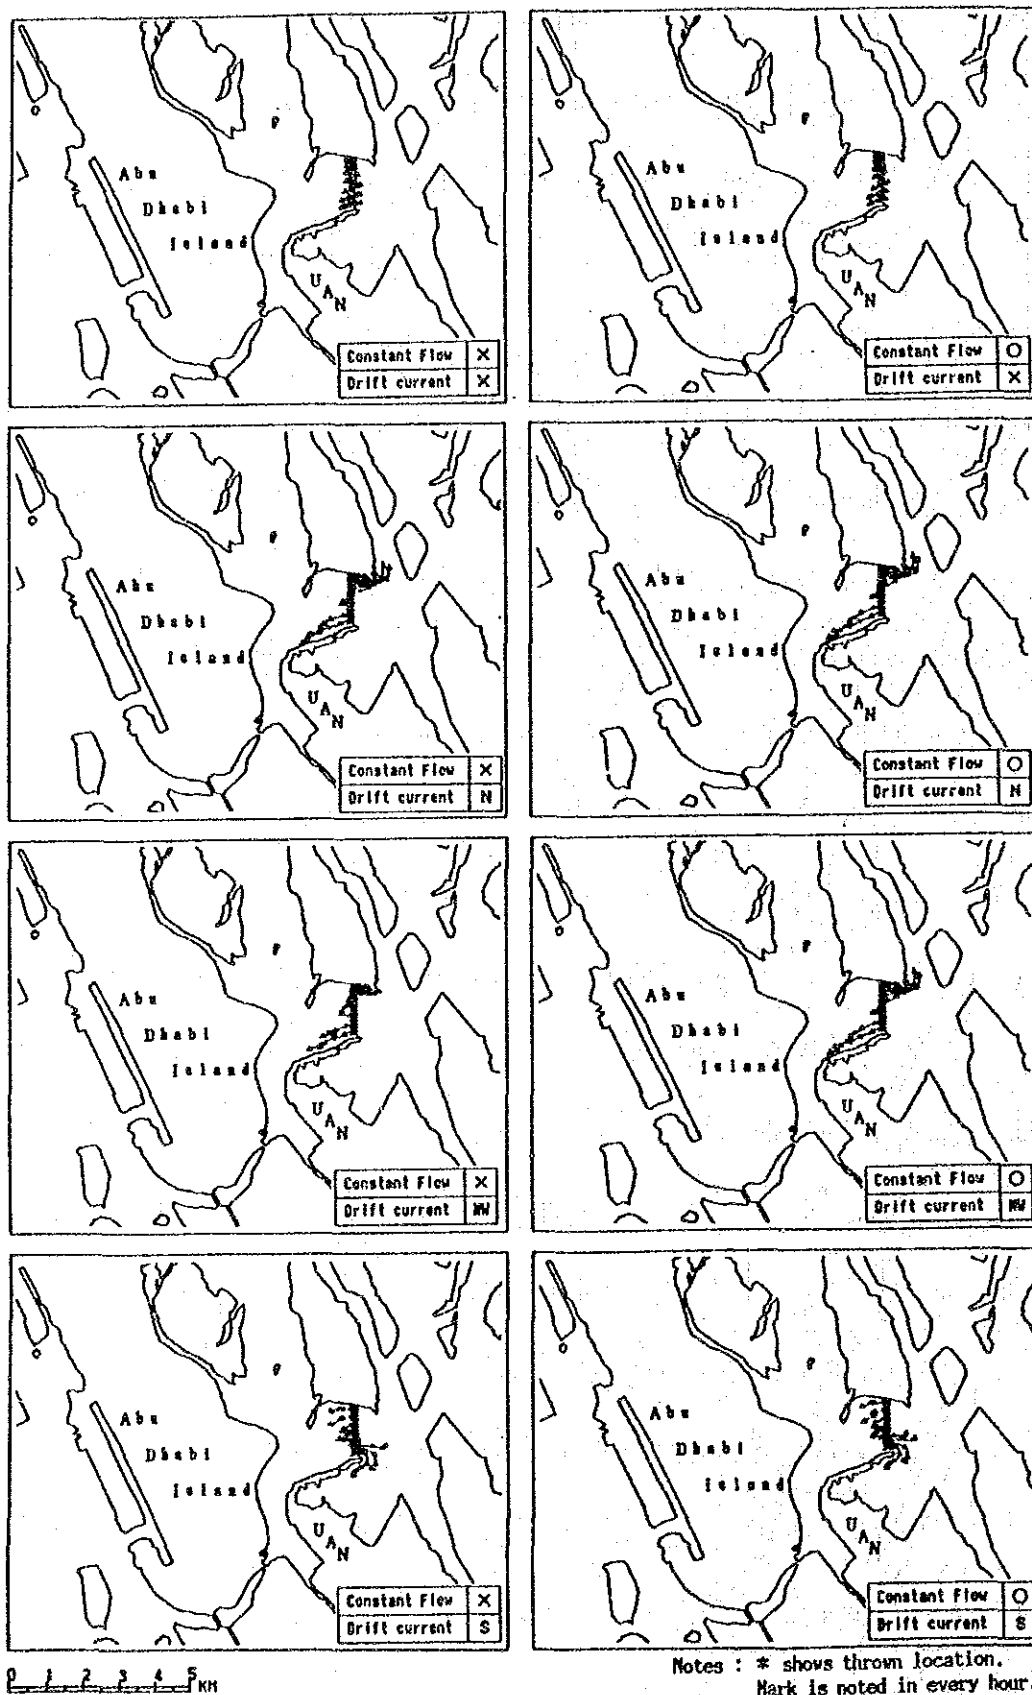 Abu
Dhabi
Island
U A N
Constant Flow X
Drift current X
Abu
Dhabi
Island
U A N
Constant Flow O
Drift current X
Abu
Dhabi
Island
U A N
Constant Flow X
Drift current N
Abu
Dhabi
Island
U A N
Constant Flow O
Drift current N
Abu
Dhabi
Island
U A N
Constant Flow X
Drift current NW
Abu
Dhabi
Island
U A N
Constant Flow O
Drift current NW
Abu
Dhabi
Island
U A N
Constant Flow X
Drift current S
Abu
Dhabi
Island
U A N
Constant Flow O
Drift current S
0 1 2 3 4 5 KM
Notes : * shows thrown location.
Mark is noted in every hour